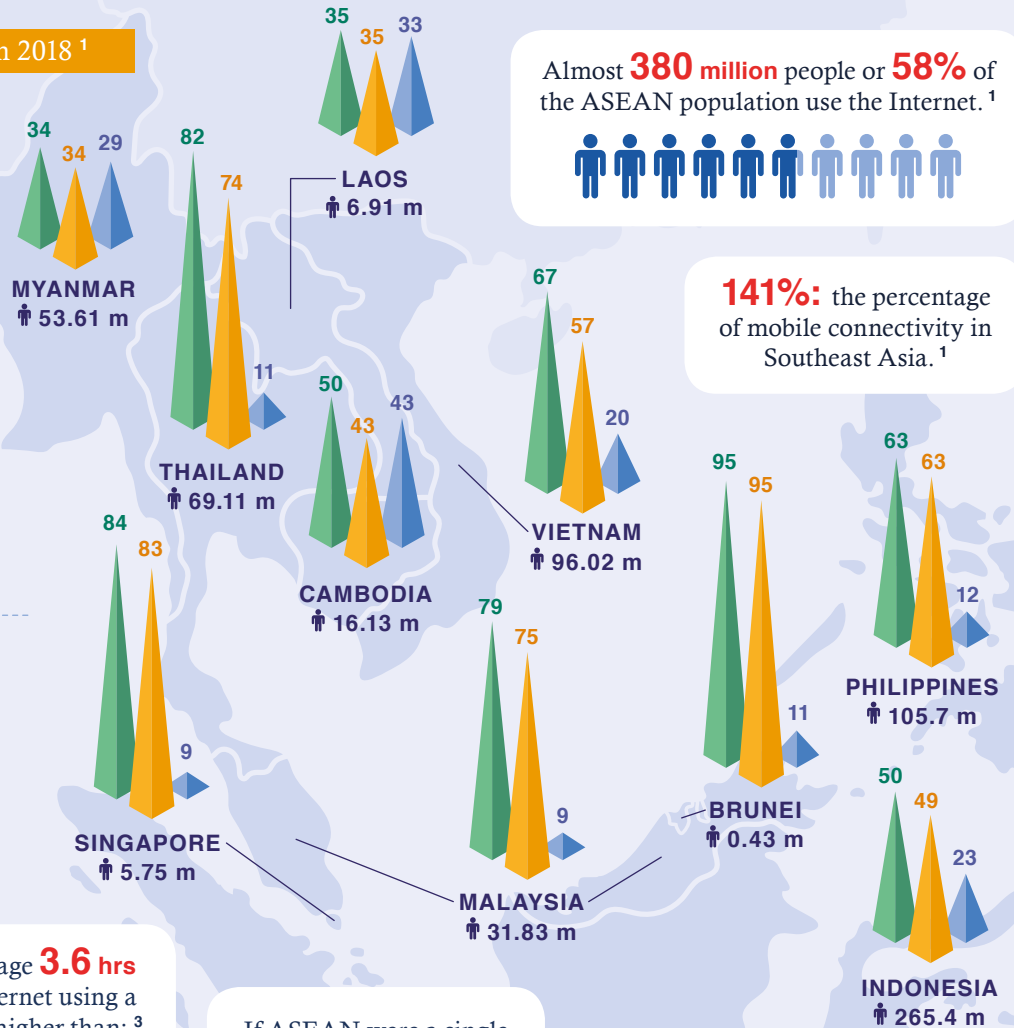 n 2018 ¹
35
35
33
LAOS
6.91 m
Almost 380 million people or 58% of
the ASEAN population use the Internet. ¹
34
34
29
MYANMAR
53.61 m
82
74
11
THAILAND
69.11 m
67
57
20
VIETNAM
96.02 m
141%: the percentage
of mobile connectivity in
Southeast Asia. ¹
50
43
43
CAMBODIA
16.13 m
84
83
9
SINGAPORE
5.75 m
79
75
9
MALAYSIA
31.83 m
95
95
11
BRUNEI
0.43 m
63
63
12
PHILIPPINES
105.7 m
50
49
23
INDONESIA
265.4 m
age 3.6 hrs
ernet using a
higher than: ³
If ASEAN were a single